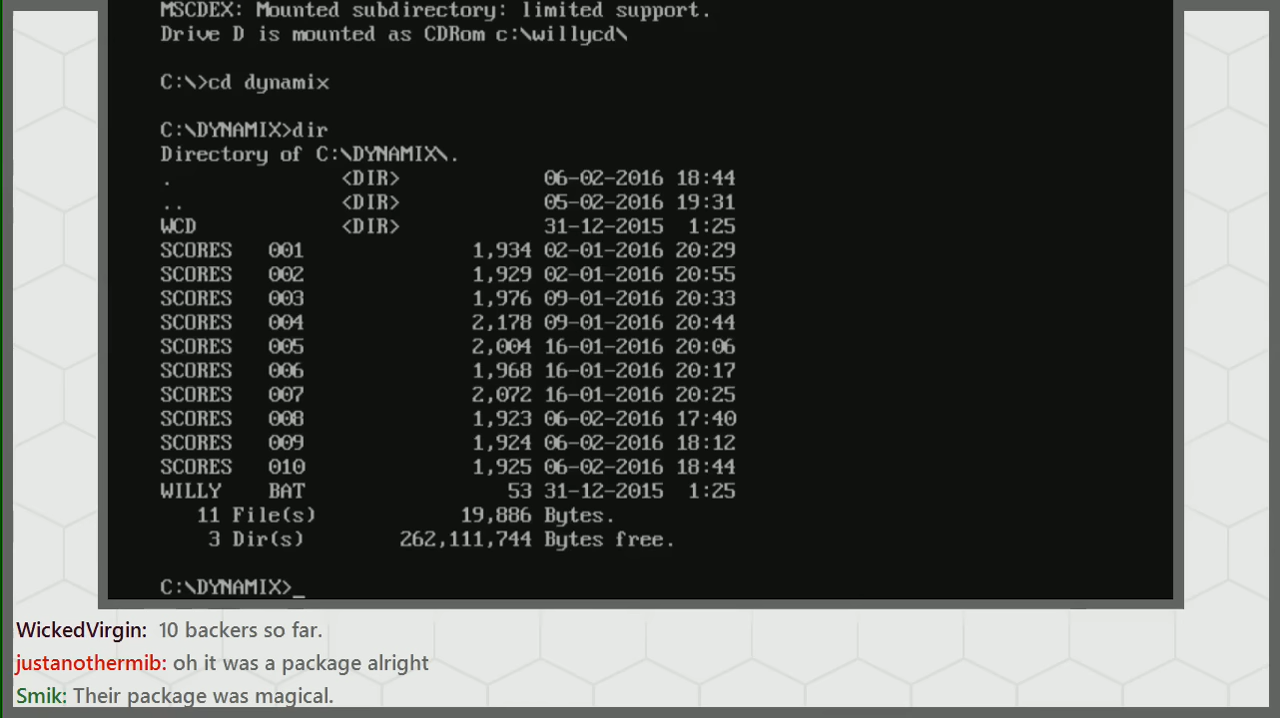 MSCDEX: Mounted subdirectory: limited support.
Drive D is mounted as CDRom c:\willycd\
C:\>cd dynamix
C:\DYNAMIX>dir
Directory of C:\DYNAMIX\.
. <DIR> 06-02-2016 18:44
.. <DIR> 05-02-2016 19:31
WCD <DIR> 31-12-2015 1:25
SCORES 001 1,934 02-01-2016 20:29
SCORES 002 1,929 02-01-2016 20:55
SCORES 003 1,976 09-01-2016 20:33
SCORES 004 2,178 09-01-2016 20:44
SCORES 005 2,004 16-01-2016 20:06
SCORES 006 1,968 16-01-2016 20:17
SCORES 007 2,072 16-01-2016 20:25
SCORES 008 1,923 06-02-2016 17:40
SCORES 009 1,924 06-02-2016 18:12
SCORES 010 1,925 06-02-2016 18:44
WILLY BAT 53 31-12-2015 1:25
11 File(s) 19,886 Bytes.
3 Dir(s) 262,111,744 Bytes free.
C:\DYNAMIX>_
WickedVirgin: 10 backers so far.
justanothermib: oh it was a package alright
Smik: Their package was magical.